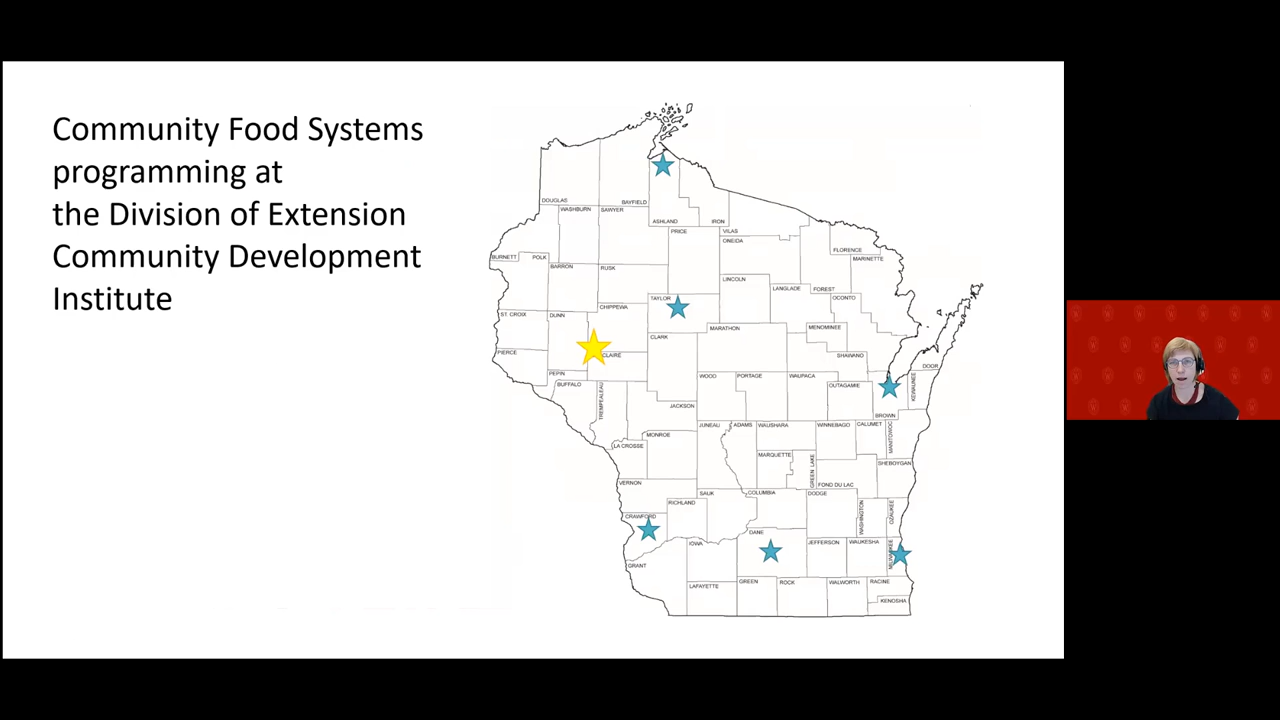 Community Food Systems
programming at
the Division of Extension
Community Development
Institute
DOUGLAS
BAYFIELD
WASHBURN
SAWYER
ASHLAND
IRON
PRICE
VILAS
ONEIDA
FLORENCE
MARINETTE
BURNETT
POLK
BARRON
RUSK
LINCOLN
LANGLADE
FOREST
OCONTO
TAYLOR
CHIPPEWA
ST. CROIX
DUNN
MARATHON
MENOMINEE
CLARK
PIERCE
CLAIRE
SHAWANO
DOOR
PEPIN
BUFFALO
TREMPEALEAU
WOOD
PORTAGE
WAUPACA
OUTAGAMIE
KEWAUNEE
JACKSON
BROWN
MONROE
JUNEAU
ADAMS
WAUSHARA
WINNEBAGO
CALUMET
MANITOWOC
LA CROSSE
MARQUETTE
GREEN LAKE
SHEBOYGAN
FOND DU LAC
VERNON
SAUK
COLUMBIA
DODGE
RICHLAND
WASHINGTON
OZAUKEE
CRAWFORD
DANE
IOWA
JEFFERSON
WAUKESHA
MILWAUKEE
GRANT
LAFAYETTE
GREEN
ROCK
WALWORTH
RACINE
KENOSHA